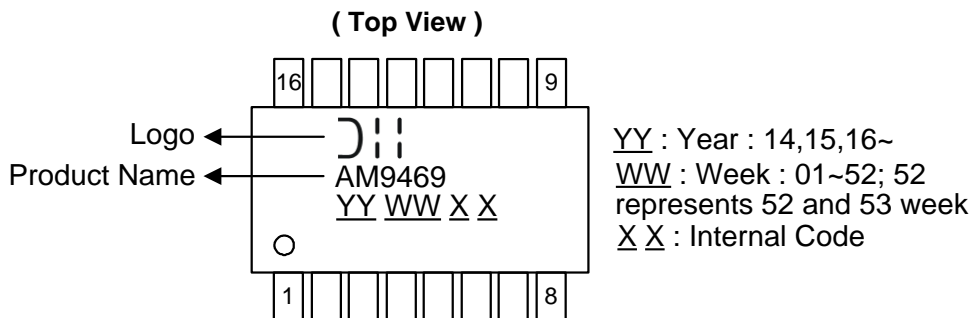 ( Top View )
16 9
Logo
Product Name
AM9469
YY WW X X
1 8
YY : Year : 14,15,16~
WW : Week : 01~52; 52
represents 52 and 53 week
X X : Internal Code